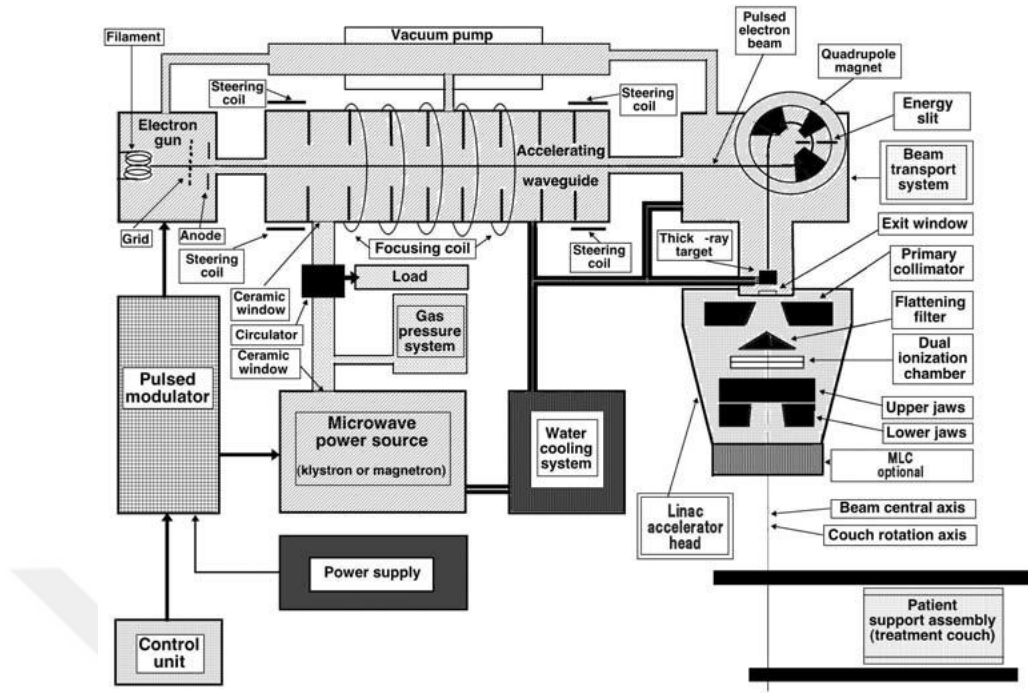 Filament
Vacuum pump
Pulsed
electron
beam
Quadrupole
magnet
Steering
coil
Steering
coil
Energy
slit
Electron
gun
Accelerating
waveguide
Beam
transport
system
Grid
Anode
Steering
coil
Focusing coil
Steering
coil
Thick -ray
target
Exit window
Primary
collimator
Load
Ceramic
window
Circulator
Gas
pressure
system
Flattening
filter
Ceramic
window
Dual
ionization
chamber
Pulsed
modulator
Upper jaws
Lower jaws
Microwave
power source
(klystron or magnetron)
Water
cooling
system
MLC
optional
Linac
accelerator
head
Beam central axis
Couch rotation axis
Power supply
Patient
support assembly
(treatment couch)
Control
unit